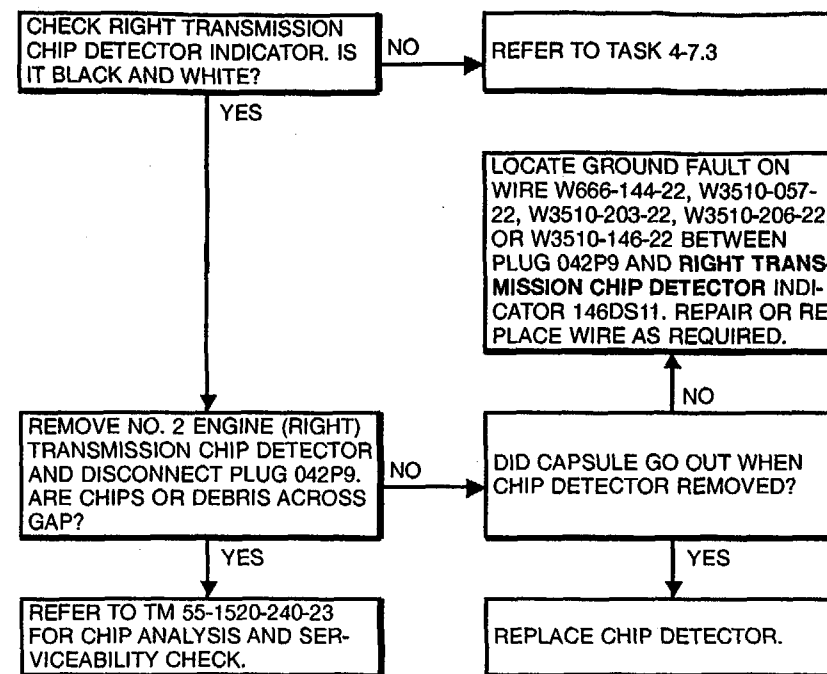 CHECK RIGHT TRANSMISSION
CHIP DETECTOR INDICATOR. IS
IT BLACK AND WHITE?
NO
REFER TO TASK 4-7.3
YES
LOCATE GROUND FAULT ON
WIRE W666-144-22, W3510-057-
22, W3510-203-22, W3510-206-22
OR W3510-146-22 BETWEEN
PLUG 042P9 AND RIGHT TRANS-
MISSION CHIP DETECTOR INDI-
CATOR 146DS11. REPAIR OR RE
PLACE WIRE AS REQUIRED.
NO
REMOVE NO. 2 ENGINE (RIGHT)
TRANSMISSION CHIP DETECTOR
AND DISCONNECT PLUG 042P9.
ARE CHIPS OR DEBRIS ACROSS
GAP?
NO
DID CAPSULE GO OUT WHEN
CHIP DETECTOR REMOVED?
YES
YES
REFER TO TM 55-1520-240-23
FOR CHIP ANALYSIS AND SER-
VICEABILITY CHECK.
REPLACE CHIP DETECTOR.